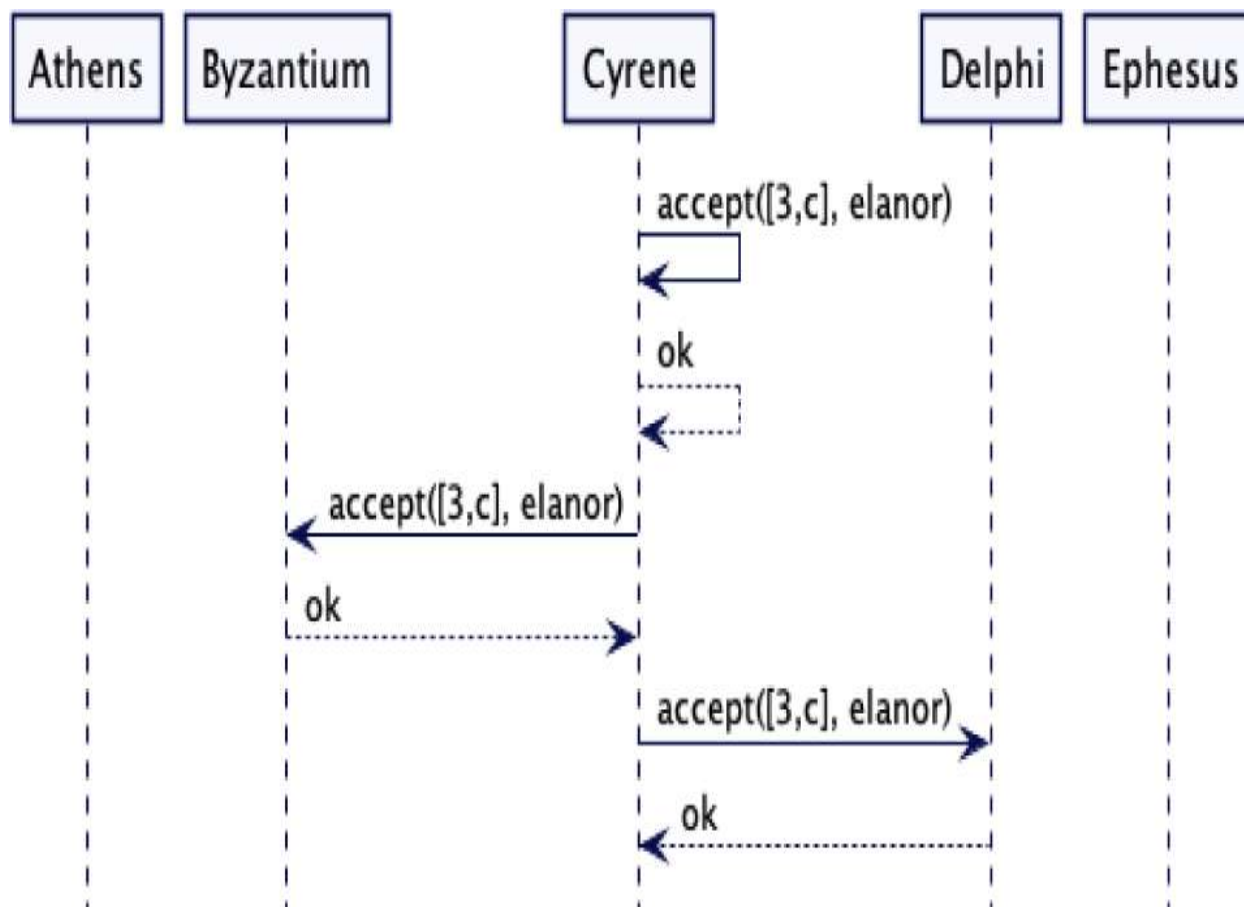 Athens
Byzantium
Cyrene
Delphi
Ephesus
accept([3,c], elanor)
ok
accept([3,c], elanor)
ok
accept([3,c], elanor)
ok